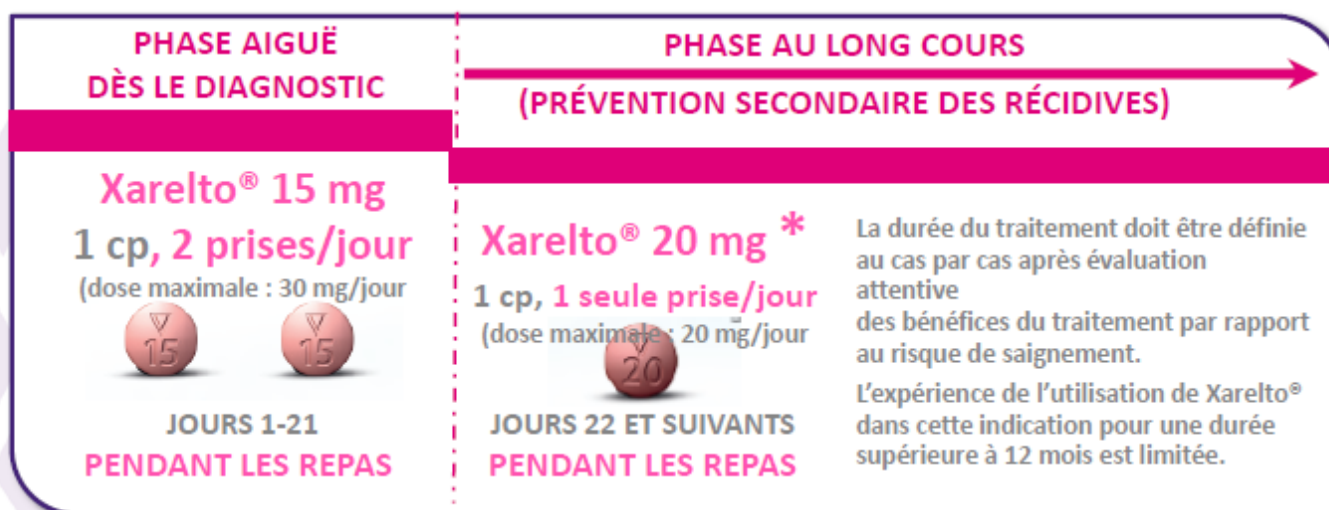 PHASE AIGUË
DÈS LE DIAGNOSTIC
Xarelto® 15 mg
1 cp, 2 prises/jour
(dose maximale : 30 mg/jour
15
15
JOURS 1-21
PENDANT LES REPAS
PHASE AU LONG COURS
(PRÉVENTION SECONDAIRE DES RÉCIDIVES)
Xarelto® 20 mg *
1 cp, 1 seule prise/jour
(dose maximale : 20 mg/jour
20
JOURS 22 ET SUIVANTS
PENDANT LES REPAS
La durée du traitement doit être définie
au cas par cas après évaluation
attentive
des bénéfices du traitement par rapport
au risque de saignement.
L’expérience de l’utilisation de Xarelto®
dans cette indication pour une durée
supérieure à 12 mois est limitée.